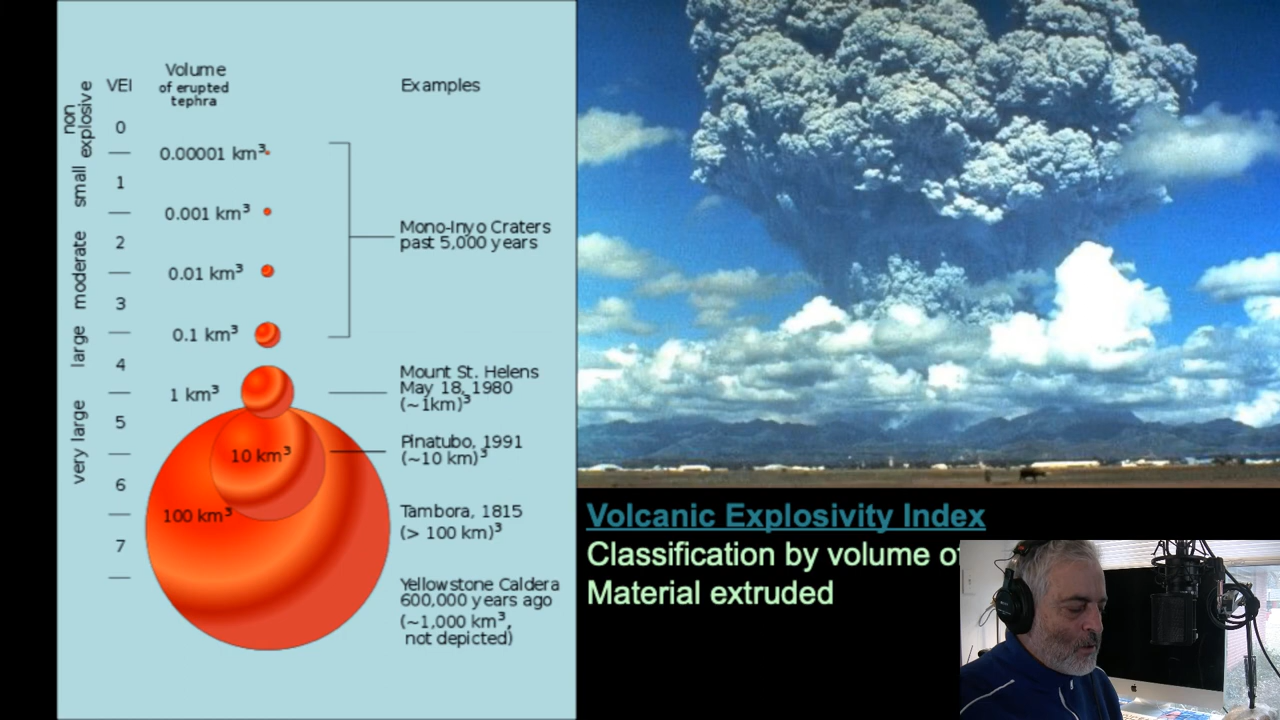 Volume
of erupted
tephra
VEI
Examples
non
explosive
small
moderate
large
very large
0
1
2
3
4
5
6
7
0.00001 km³
0.001 km³
0.01 km³
0.1 km³
1 km³
10 km³
100 km³
Mono-Inyo Craters
past 5,000 years
Mount St. Helens
May 18, 1980
(~1km)³
Pinatubo, 1991
(~10 km)³
Tambora, 1815
(> 100 km)³
Yellowstone Caldera
600,000 years ago
(~1,000 km³,
not depicted)
Volcanic Explosivity Index
Classification by volume of
Material extruded